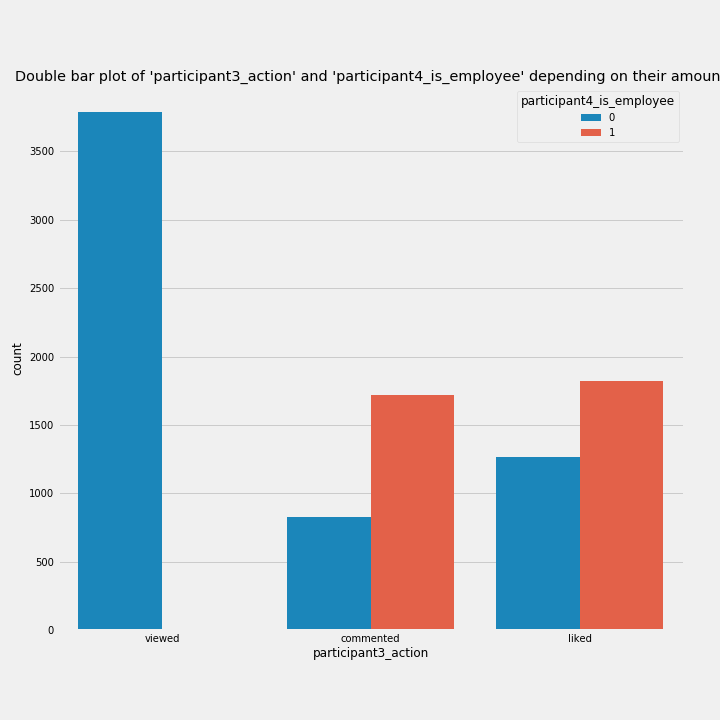 Double bar plot of 'participant3_action' and 'participant4_is_employee' depending on their amoun
participant4_is_employee
0
1
3500
3000
2500
2000
1500
1000
500
0
count
viewed
commented
liked
participant3_action